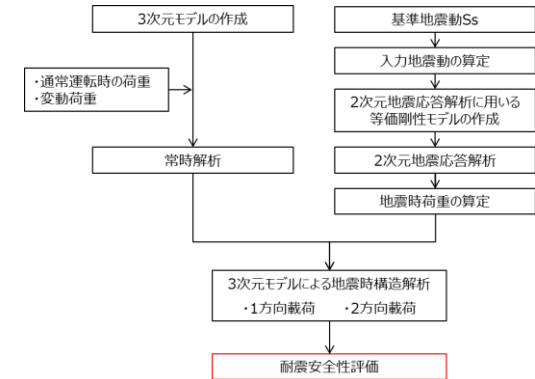 3次元モデルの作成
・通常運転時の荷重
・変動荷重
常時解析
基準地震動Ss
入力地震動の算定
2次元地震応答解析に用いる
等価剛性モデルの作成
2次元地震応答解析
地震時荷重の算定
3次元モデルによる地震時構造解析
・1方向載荷　・2方向載荷
耐震安全性評価